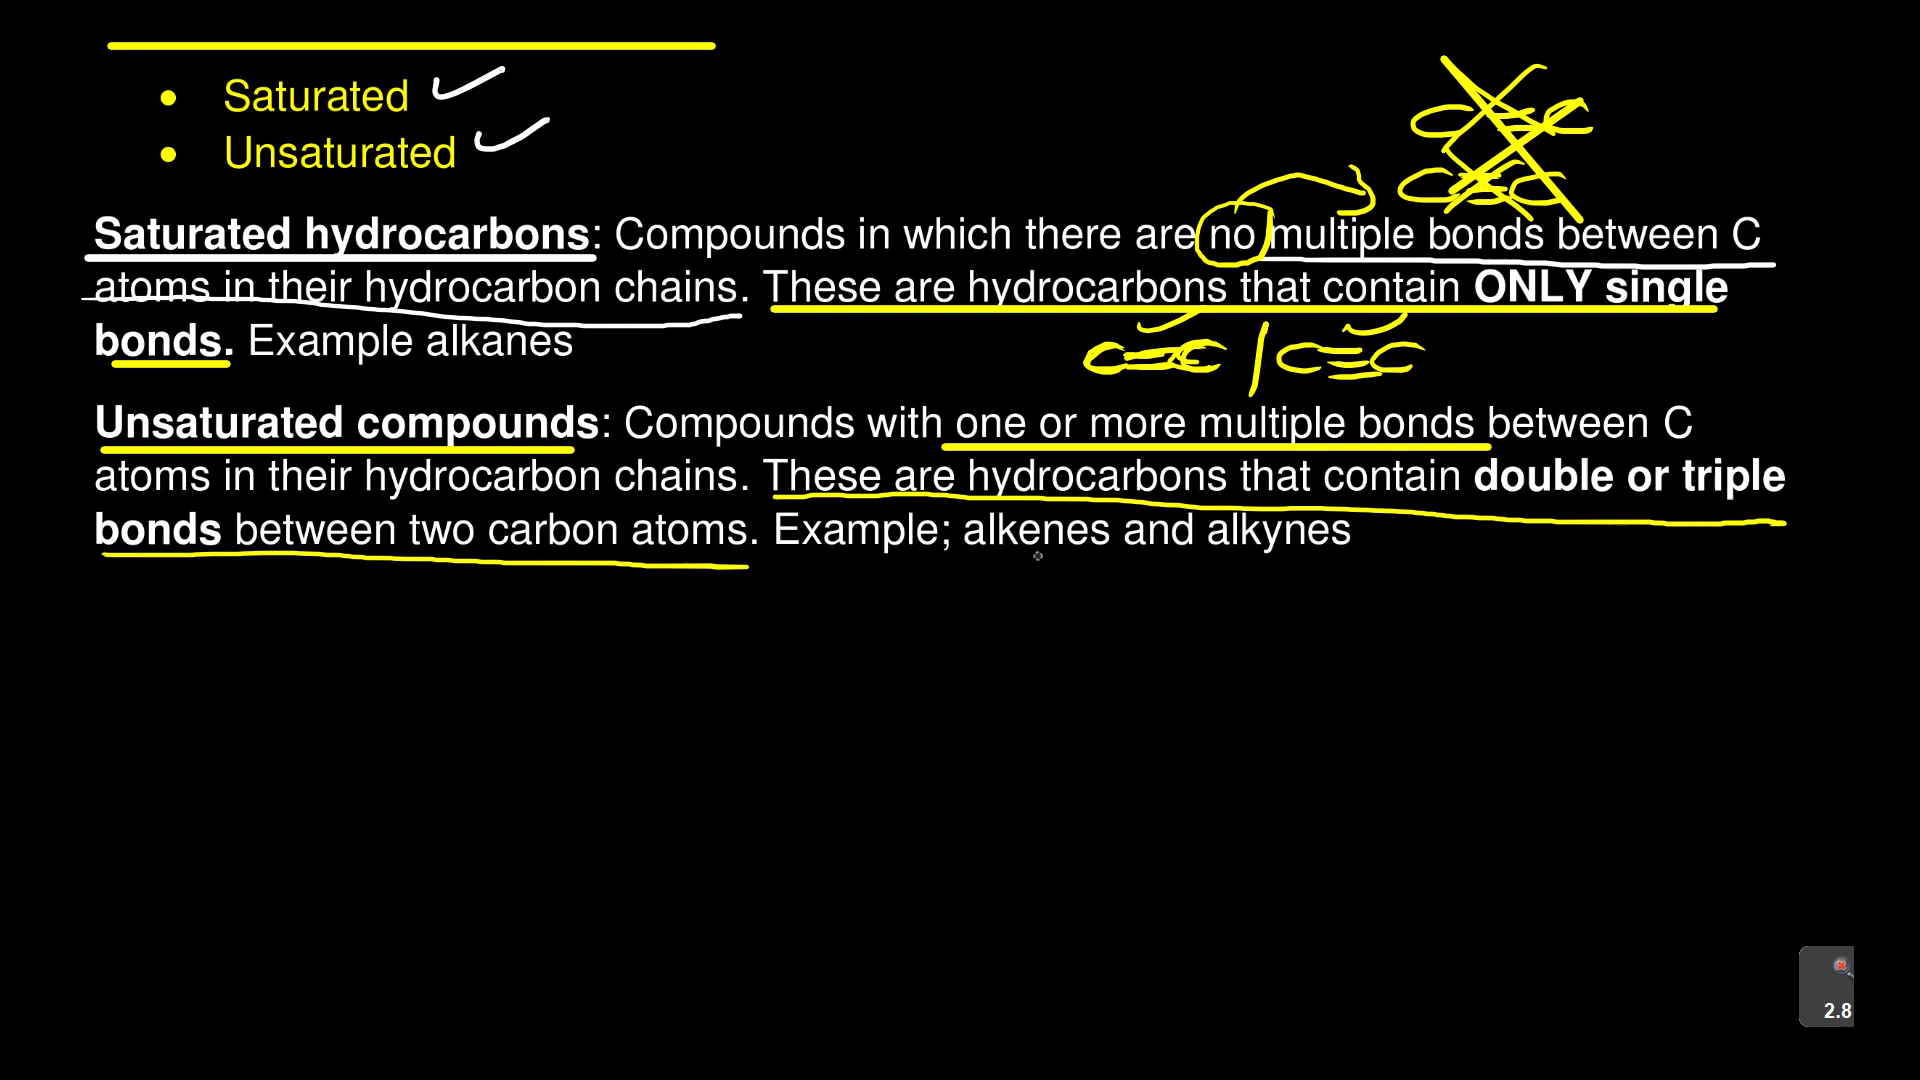 Saturated
Unsaturated
C=C
C≡C
Saturated hydrocarbons: Compounds in which there are no multiple bonds between C
atoms in their hydrocarbon chains. These are hydrocarbons that contain ONLY single
bonds. Example alkanes
C=C | C≡C
Unsaturated compounds: Compounds with one or more multiple bonds between C
atoms in their hydrocarbon chains. These are hydrocarbons that contain double or triple
bonds between two carbon atoms. Example; alkenes and alkynes
2.8